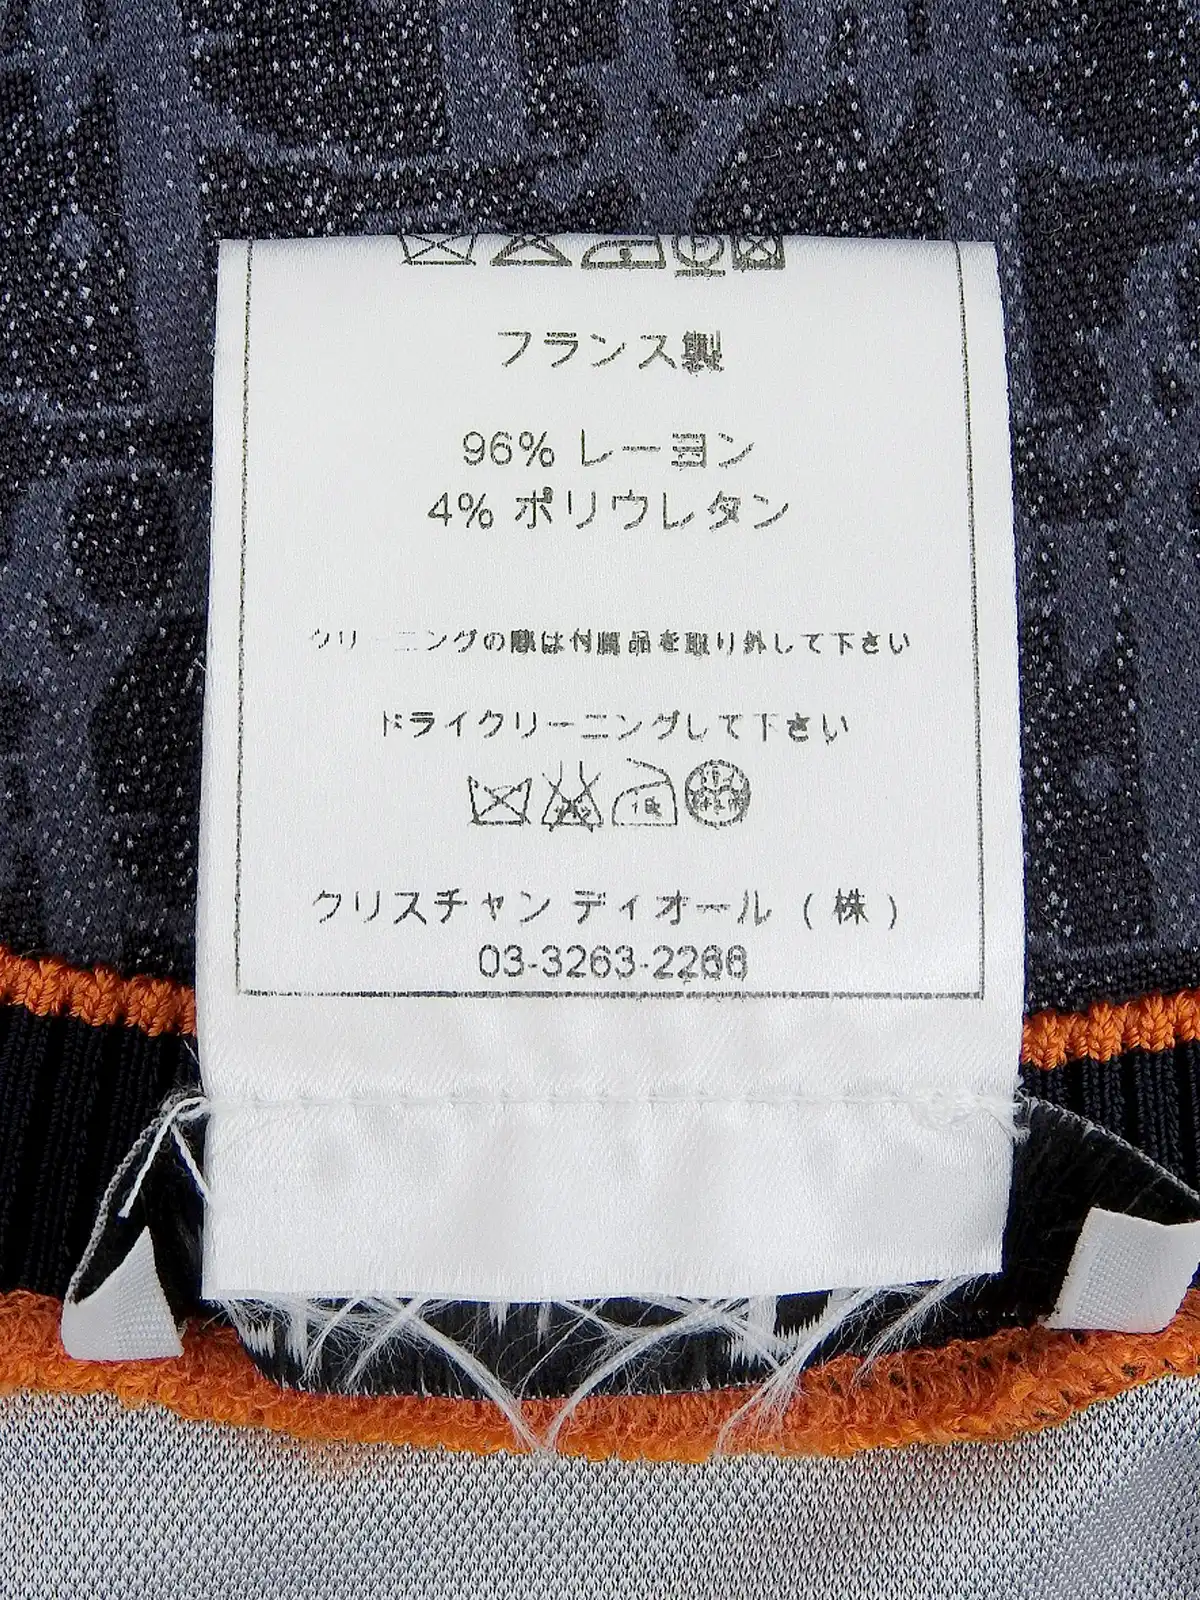 フランス製
96% レーヨン
4% ポリウレタン
クリーニングの際は付属品を取り外して下さい
ドライクリーニングして下さい
クリスチャン ディオール (株)
03-3263-2266